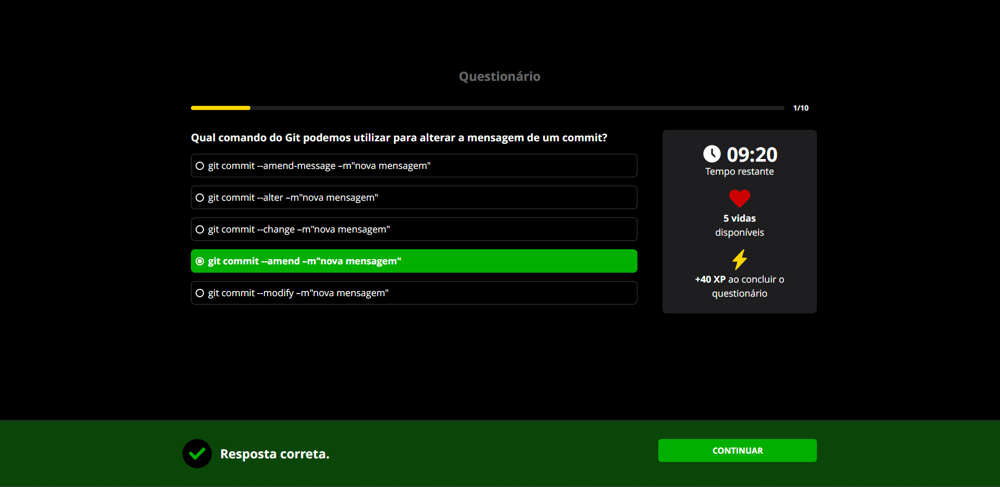 Questionário
1/10
Qual comando do Git podemos utilizar para alterar a mensagem de um commit?
git commit --amend-message –m"nova mensagem"
git commit --alter –m"nova mensagem"
git commit --change –m"nova mensagem"
git commit --amend –m"nova mensagem"
git commit --modify –m"nova mensagem"
09:20
Tempo restante
5 vidas
disponíveis
+40 XP ao concluir o
questionário
Resposta correta.
CONTINUAR